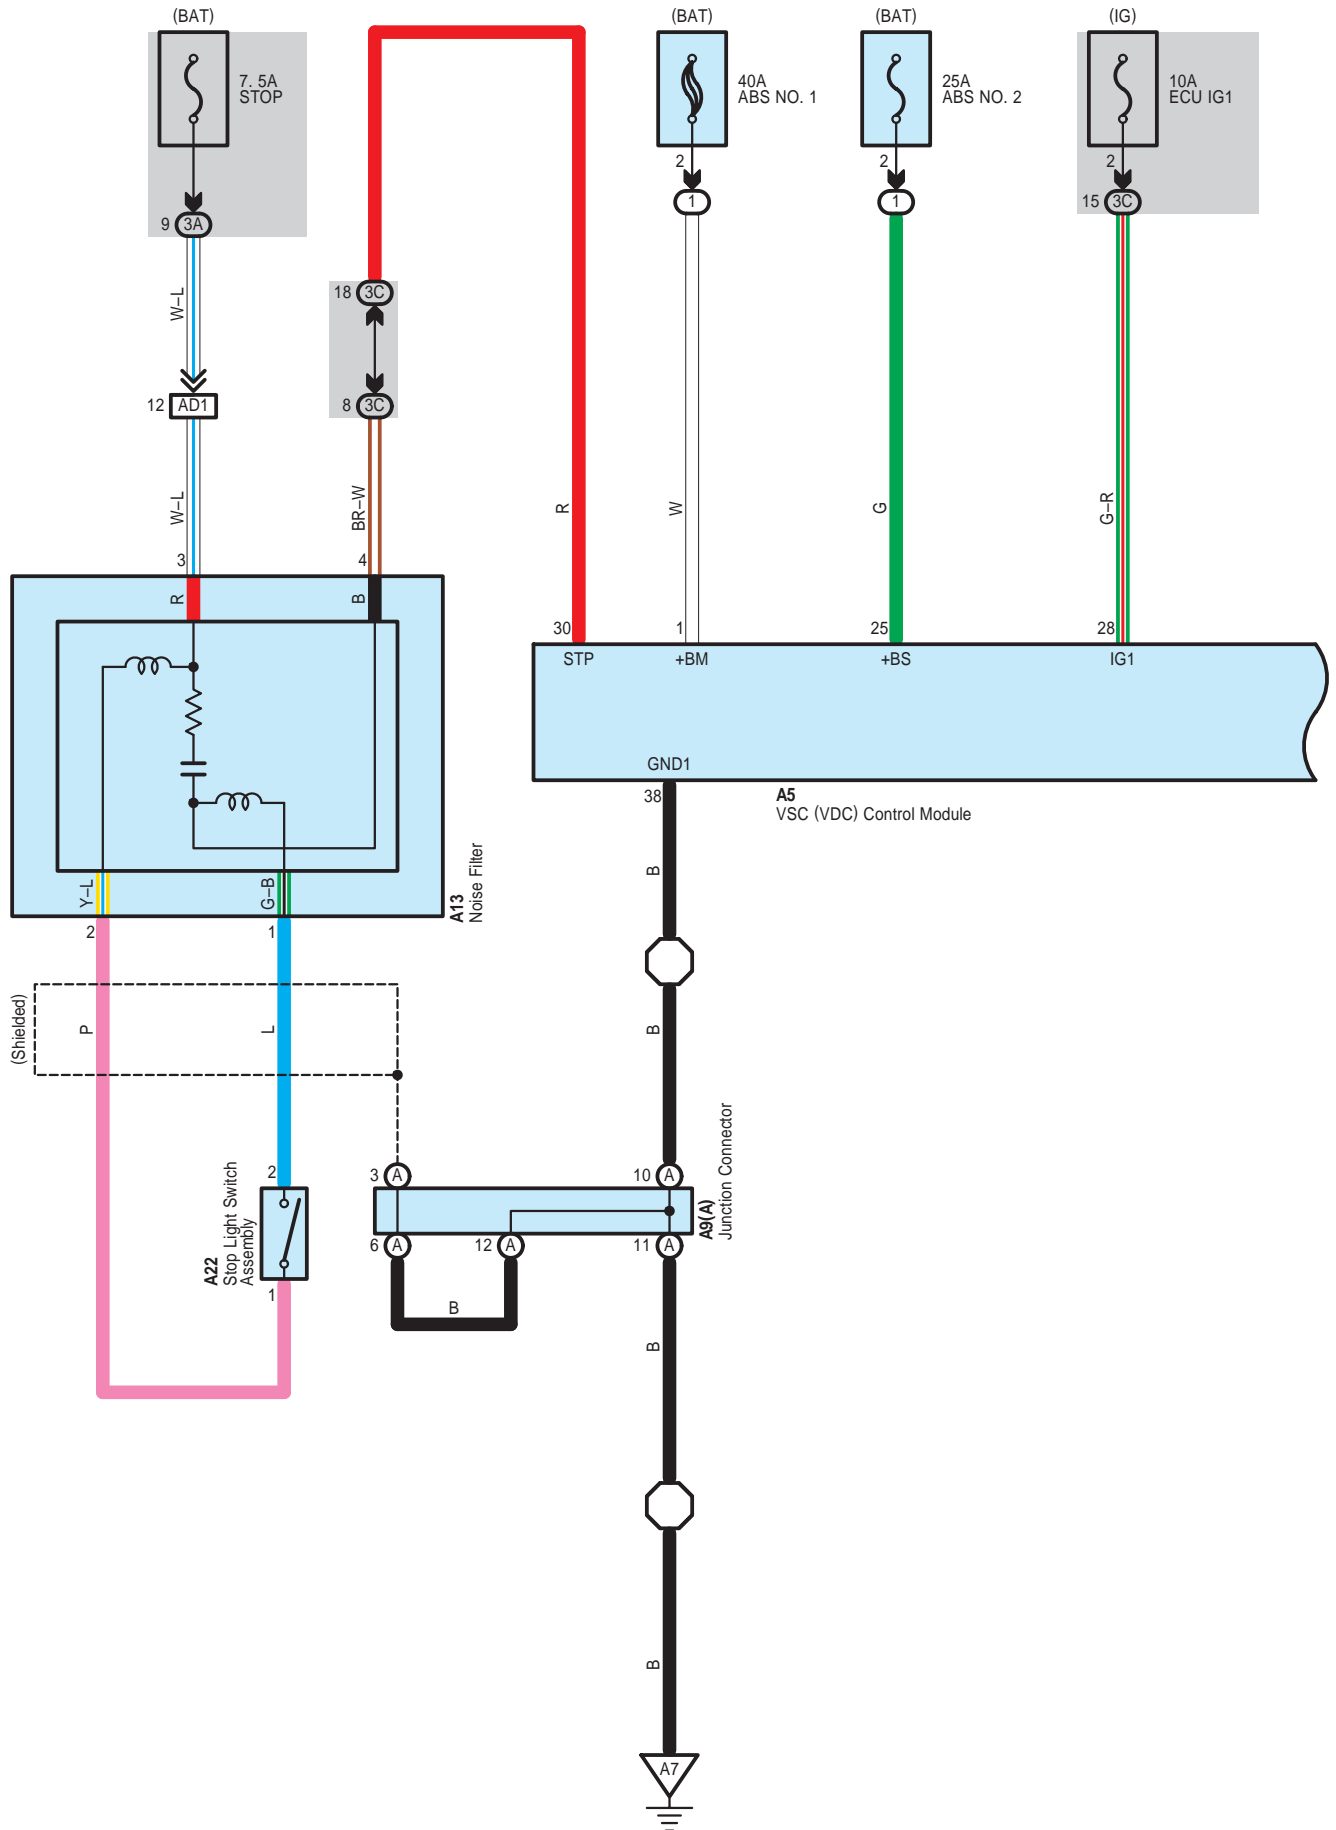 (BAT)
(BAT)
(BAT)
(IG)
7. 5A
STOP
40A
ABS NO. 1
25A
ABS NO. 2
10A
ECU IG1
2
2
2
9 3A
1
1
15 3C
W–L
18 3C
12 AD1
8 3C
W–L
BR–W
R
W
G
G–R
3
4
30
1
25
28
R
B
STP
+BM
+BS
IG1
GND1
38
A5
VSC (VDC) Control Module
Y–L
G–B
A13
Noise Filter
B
2
1
(Shielded)
P
L
B
2
3 A
10 A
A9(A)
Junction Connector
A22
Stop Light Switch
Assembly
6 A
12 A
11 A
1
B
B
B
A7